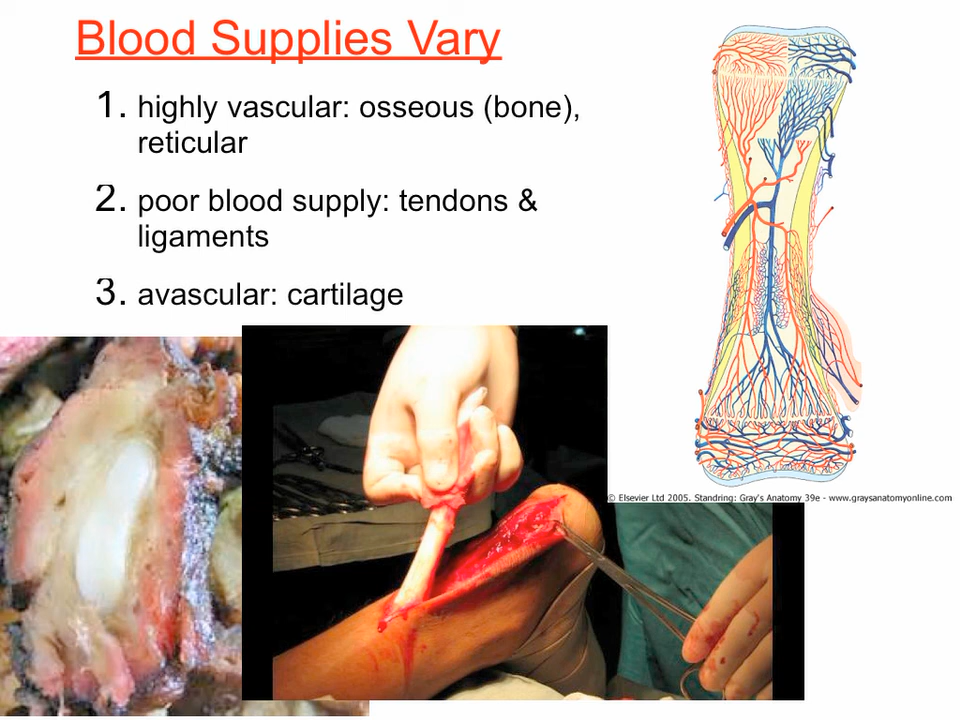 Blood Supplies Vary
1. highly vascular: osseous (bone),
reticular
2. poor blood supply: tendons &
ligaments
3. avascular: cartilage
© Elsevier Ltd 2005. Standring: Gray's Anatomy 39e - www.graysanatomyonline.com